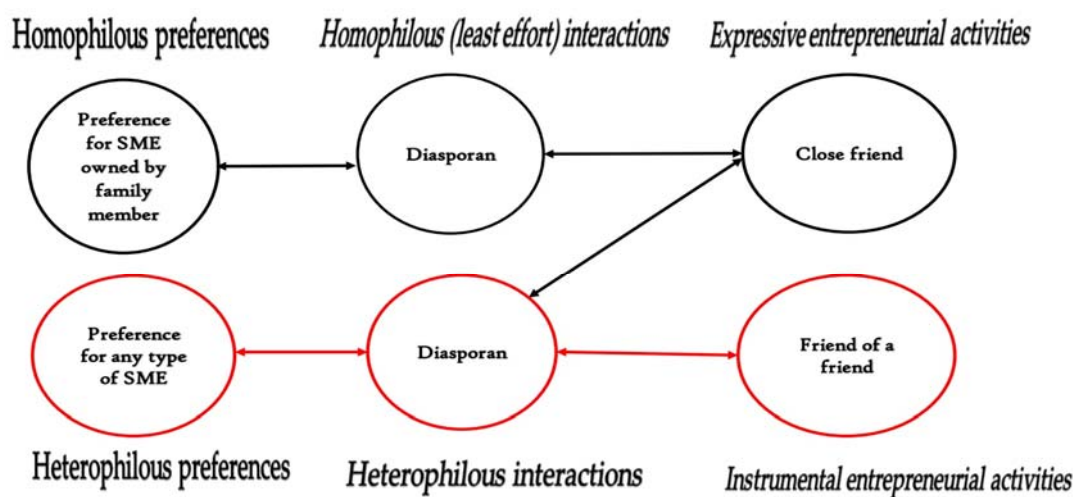 Homophilous preferences
Homophilous (least effort) interactions
Expressive entrepreneurial activities
Preference
for SME
owned by
family
member
Diasporan
Close friend
Preference
for any type
of SME
Diasporan
Friend of a
friend
Heterophilous preferences
Heterophilous interactions
Instrumental entrepreneurial activities